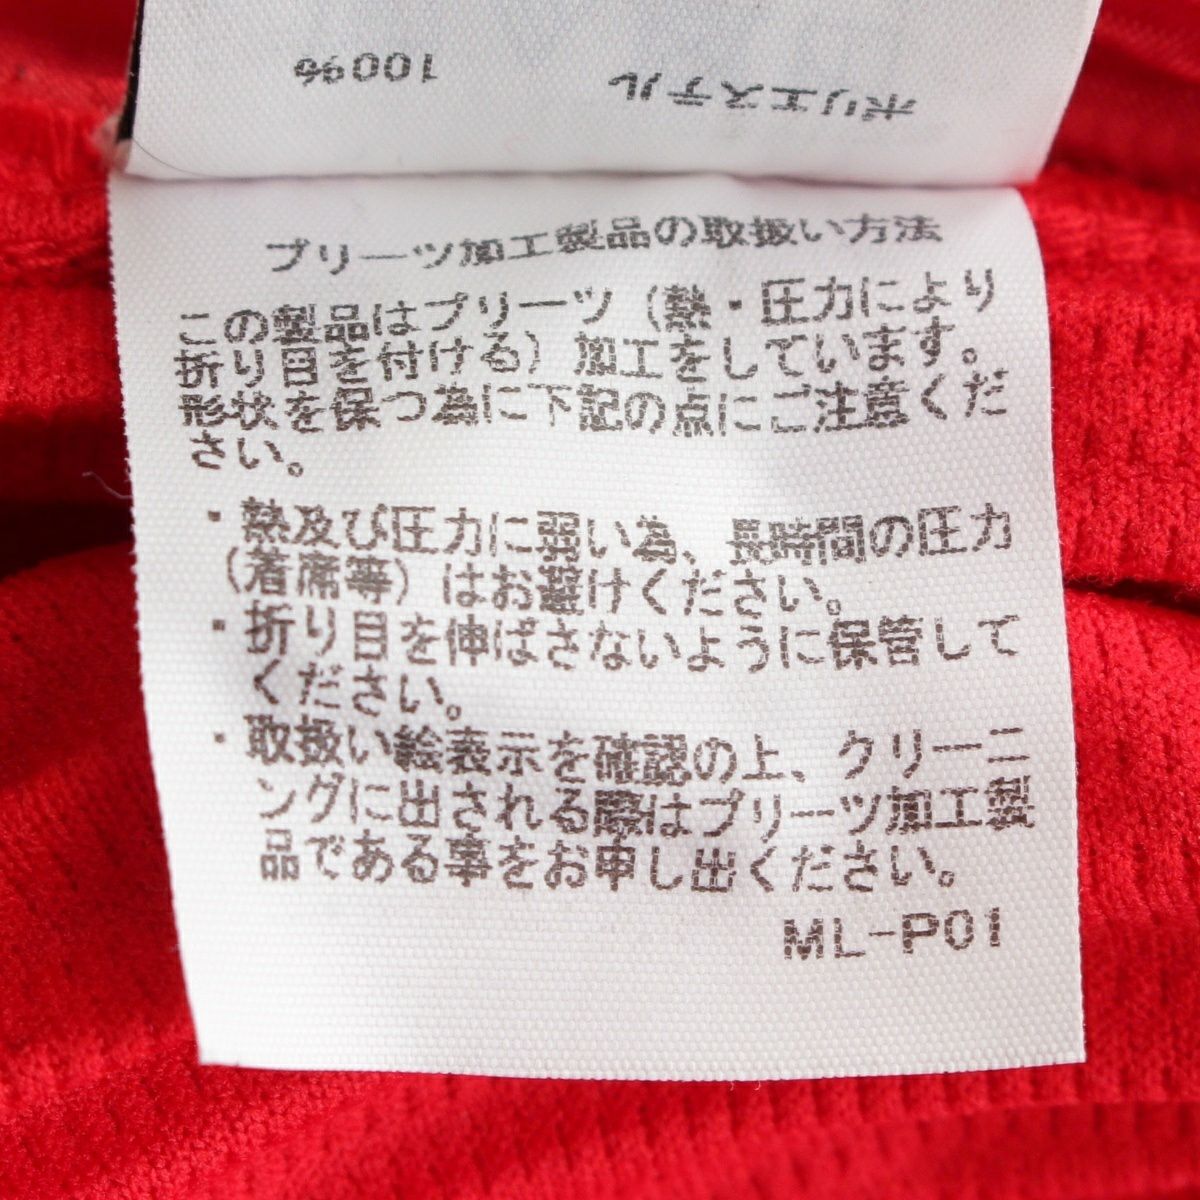 ポリエステル 100%
プリーツ加工製品の取扱い方法
この製品はプリーツ（熱・圧力により
折り目を付ける）加工をしています。
形状を保つ為に下記の点にご注意くだ
さい。
・熱及び圧力に弱い為、長時間の圧力
（着席等）はお避けください。
・折り目を伸ばさないように保管して
ください。
・取扱い絵表示を確認の上、クリーニ
ングに出される際はプリーツ加工製
品である事をお申し出ください。
ML-P01